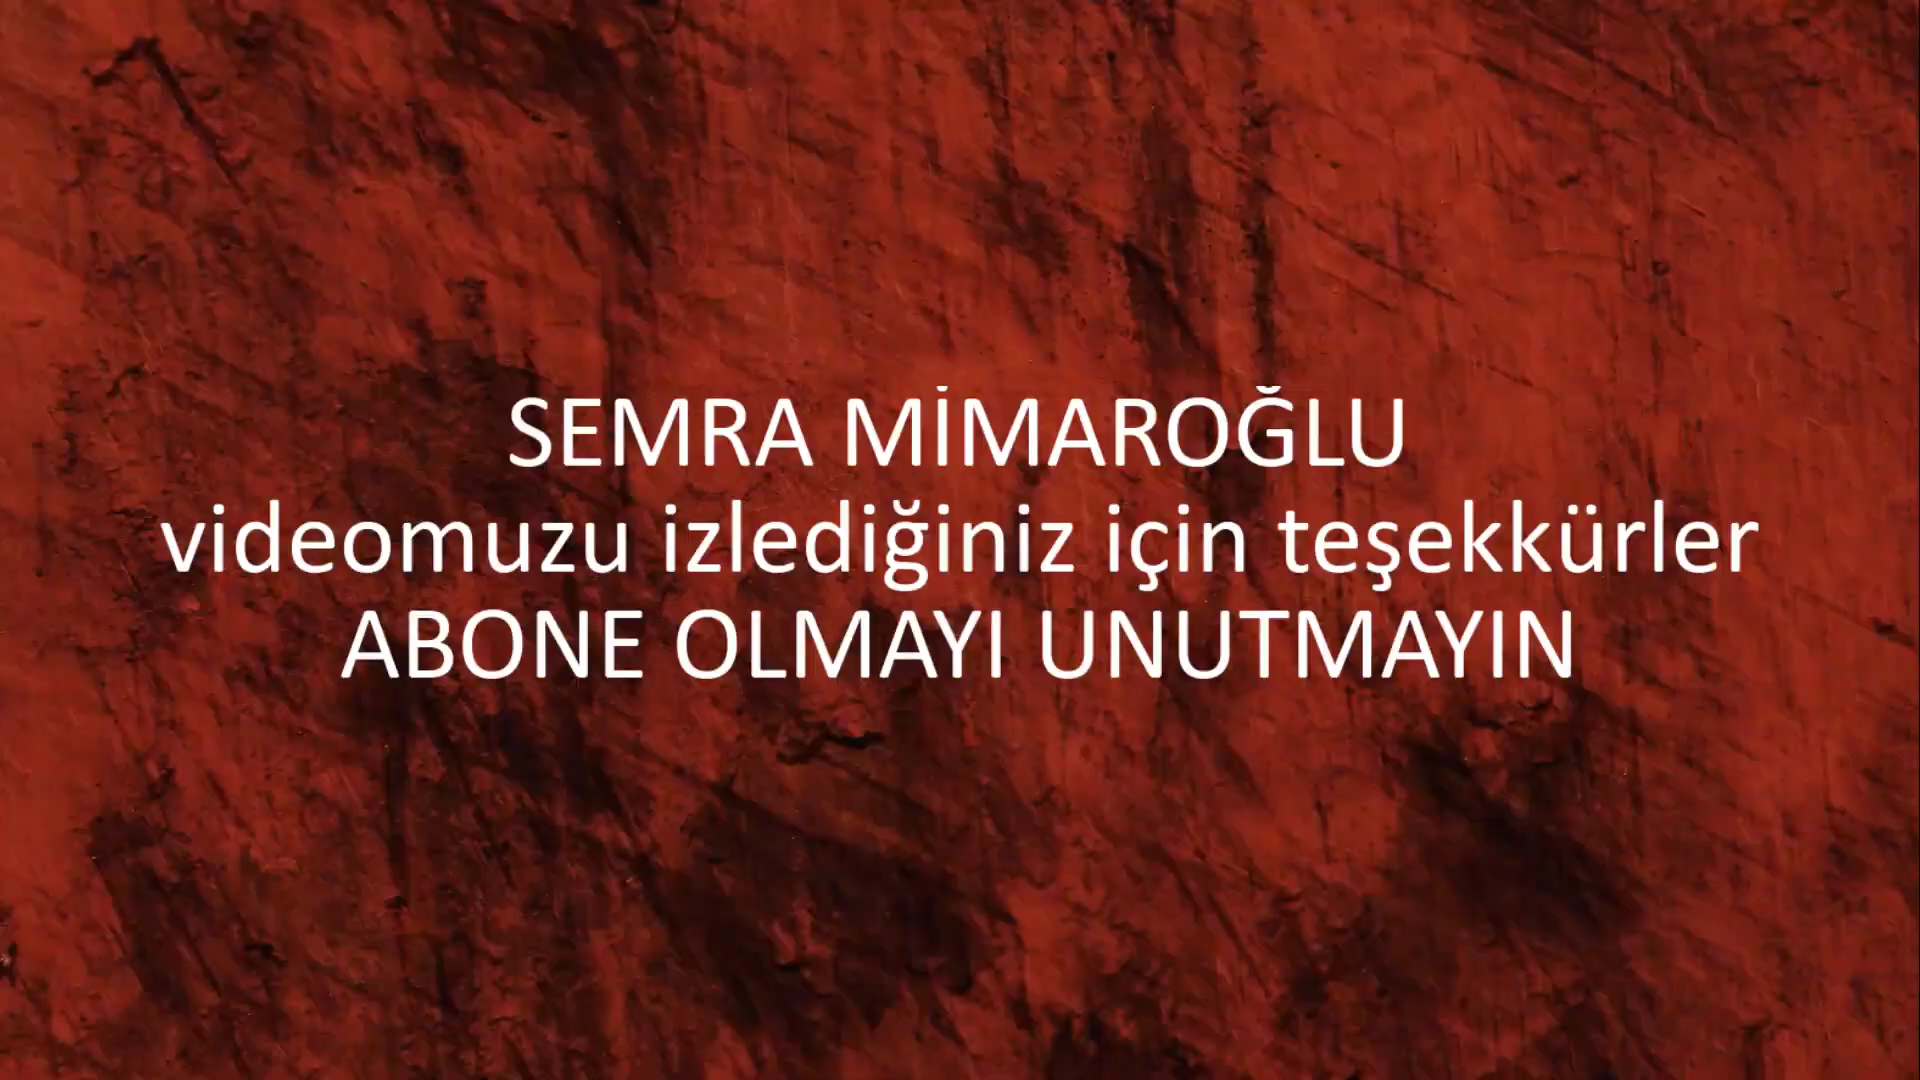 SEMRA MİMAROĞLU
videomuzu izlediğiniz için teşekkürler
ABONE OLMAYI UNUTMAYIN